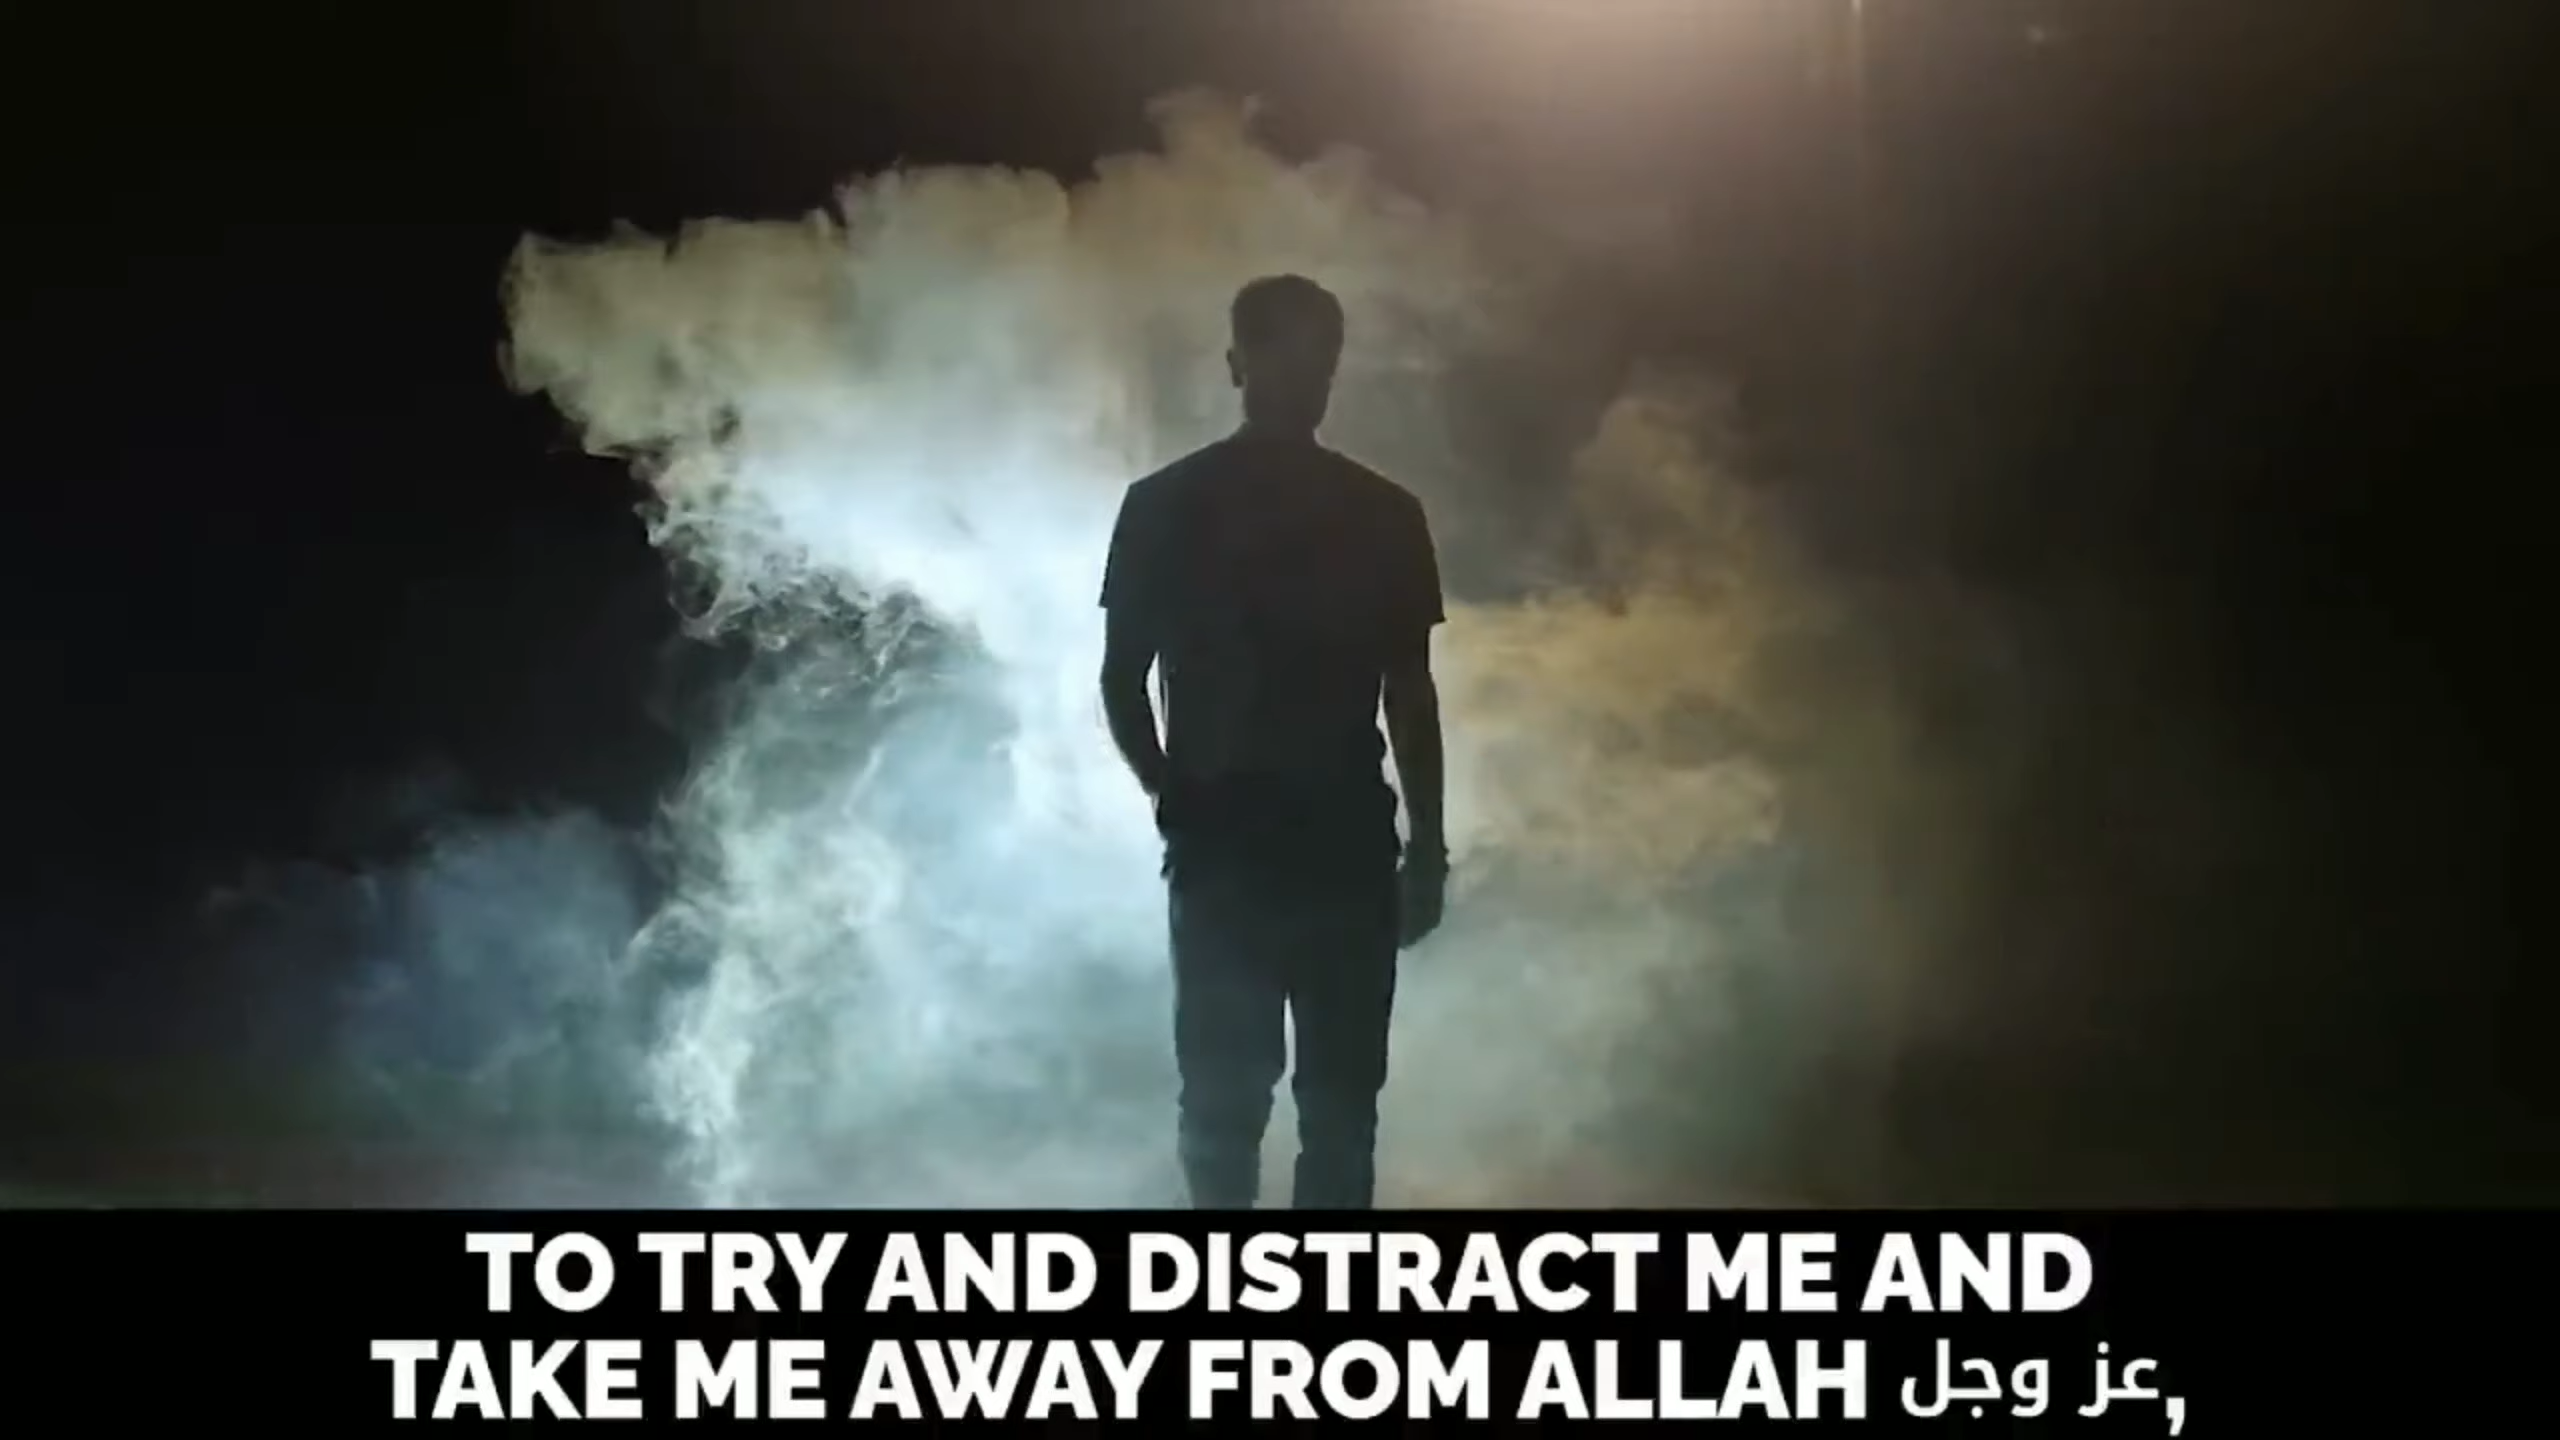 TO TRY AND DISTRACT ME AND
TAKE ME AWAY FROM ALLAH عز وجل,